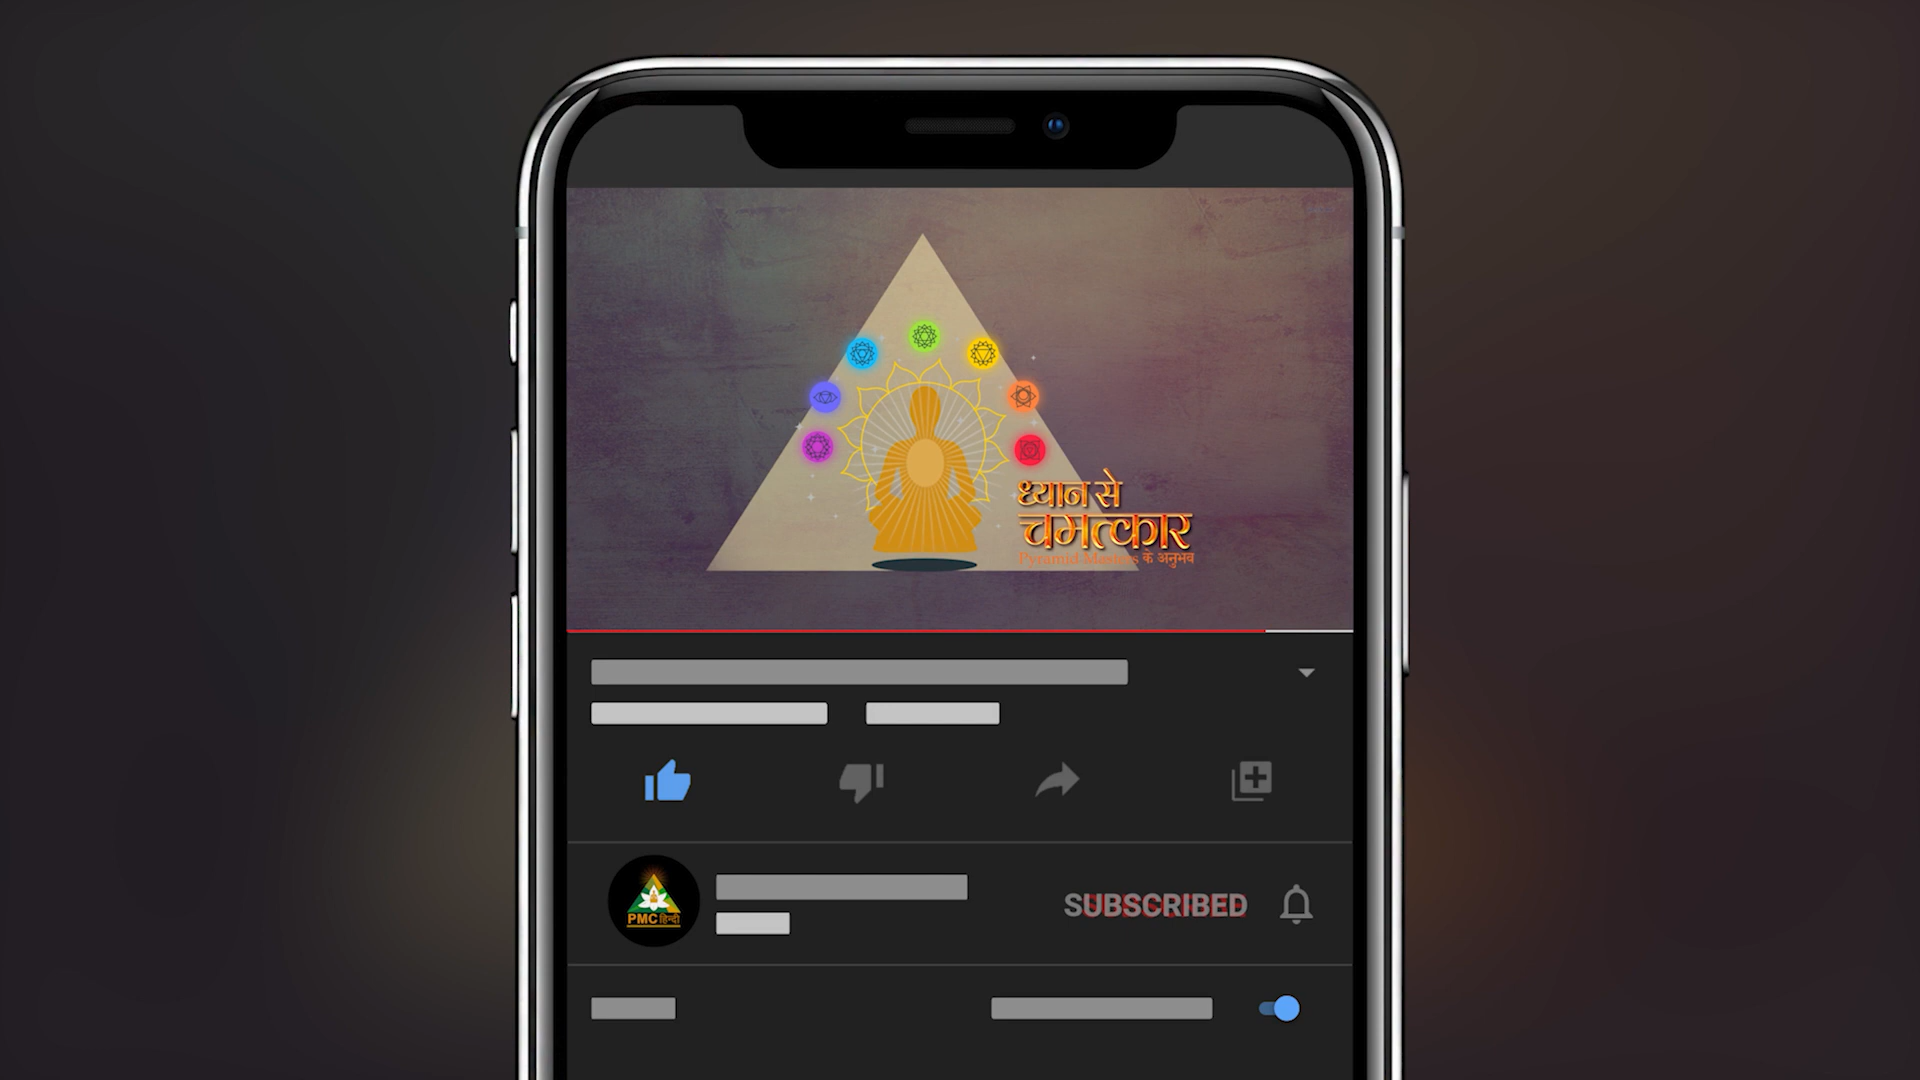 ध्यान से
चमत्कार
Pyramid Masters के अनुभव
PMC हिन्दी
SUBSCRIBED